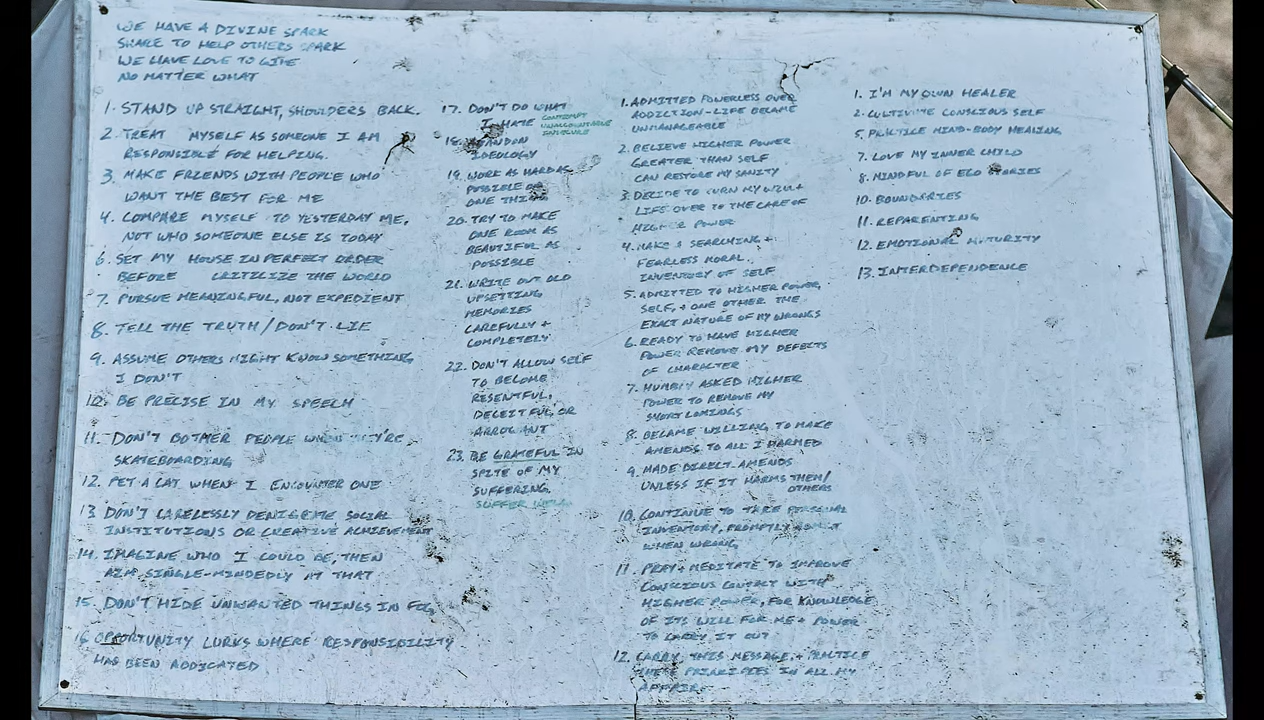 WE HAVE A DIVINE SPARK
SHARE TO HELP OTHERS SPARK
WE HAVE LOVE TO GIVE
NO MATTER WHAT
1. STAND UP STRAIGHT, SHOULDERS BACK.
2. TREAT MYSELF AS SOMEONE I AM
RESPONSIBLE FOR HELPING.
3. MAKE FRIENDS WITH PEOPLE WHO
WANT THE BEST FOR ME
4. COMPARE MYSELF TO YESTERDAY ME,
NOT WHO SOMEONE ELSE IS TODAY
6. SET MY HOUSE IN PERFECT ORDER
BEFORE CRITICIZE THE WORLD
7. PURSUE MEANINGFUL, NOT EXPEDIENT
8. TELL THE TRUTH/DON'T LIE
9. ASSUME OTHERS MIGHT KNOW SOMETHING
I DON'T
10. BE PRECISE IN MY SPEECH
11. DON'T BOTHER PEOPLE WHEN THEY'RE
SKATEBOARDING
12. PET A CAT WHEN I ENCOUNTER ONE
13 DON'T CARELESSLY DENIGRATE SOCIAL
INSTITUTIONS OR CREATIVE ACHIEVEMENT
14. IMAGINE WHO I COULD BE, THEN
AIM SINGLE-MINDEDLY AT THAT
15. DON'T HIDE UNWANTED THINGS IN FOG
16 OPPORTUNITY LURKS WHERE RESPONSIBILITY
HAS BEEN ADDICATED
17. DON'T DO WHAT
I HATE CONTEMPT
18. ABANDON
IDEOLOGY
19. WORK AS HARD AS
POSSIBLE ON
ONE THING
20. TRY TO MAKE
ONE ROOM AS
BEAUTIFUL AS
POSSIBLE
21. WRITE OUT OLD
UPSETTING
MEMORIES
CAREFULLY +
COMPLETELY
22. DON'T ALLOW SELF
TO BECOME
RESENTFUL,
DECEITFUL, OR
ARROGANT
23. BE GRATEFUL IN
SPITE OF MY
SUFFERING.
SUFFER WELL
1. ADMITTED POWERLESS OVER
ADDICTION-LIFE BECAME
UNMANAGEABLE
2. BELIEVE HIGHER POWER
GREATER THAN SELF
CAN RESTORE MY SANITY
3. DECIDE TO TURN MY WILL +
LIFE OVER TO THE CARE OF
HIGHER POWER
4. MAKE A SEARCHING +
FEARLESS MORAL
INVENTORY OF SELF
5. ADMITTED TO HIGHER POWER,
SELF, + ONE OTHER THE
EXACT NATURE OF MY WRONGS
6. READY TO HAVE HIGHER
POWER REMOVE MY DEFECTS
OF CHARACTER
7. HUMBLY ASKED HIGHER
POWER TO REMOVE MY
SHORTCOMINGS
8. BECAME WILLING TO MAKE
AMENDS TO ALL I HARMED
9. MADE DIRECT AMENDS
UNLESS IF IT HARMS THEM/
OTHERS
10. CONTINUE TO TAKE PERSONAL
INVENTORY, PROMPTLY ADMIT
WHEN WRONG
11. PRAY + MEDITATE TO IMPROVE
CONSCIOUS CONTACT WITH
HIGHER POWER, FOR KNOWLEDGE
OF ITS WILL FOR ME + POWER
TO CARRY IT OUT
12. CARRY THIS MESSAGE + PRACTICE
THESE PRINCIPLES IN ALL MY
AFFAIRS
1. I'M MY OWN HEALER
2. CULTIVATE CONSCIOUS SELF
5. PRACTICE MIND-BODY HEALING
7. LOVE MY INNER CHILD
8. MINDFUL OF EGO STORIES
10. BOUNDRIES
11. REPARENTING
12. EMOTIONAL MATURITY
13. INTERDEPENDENCE